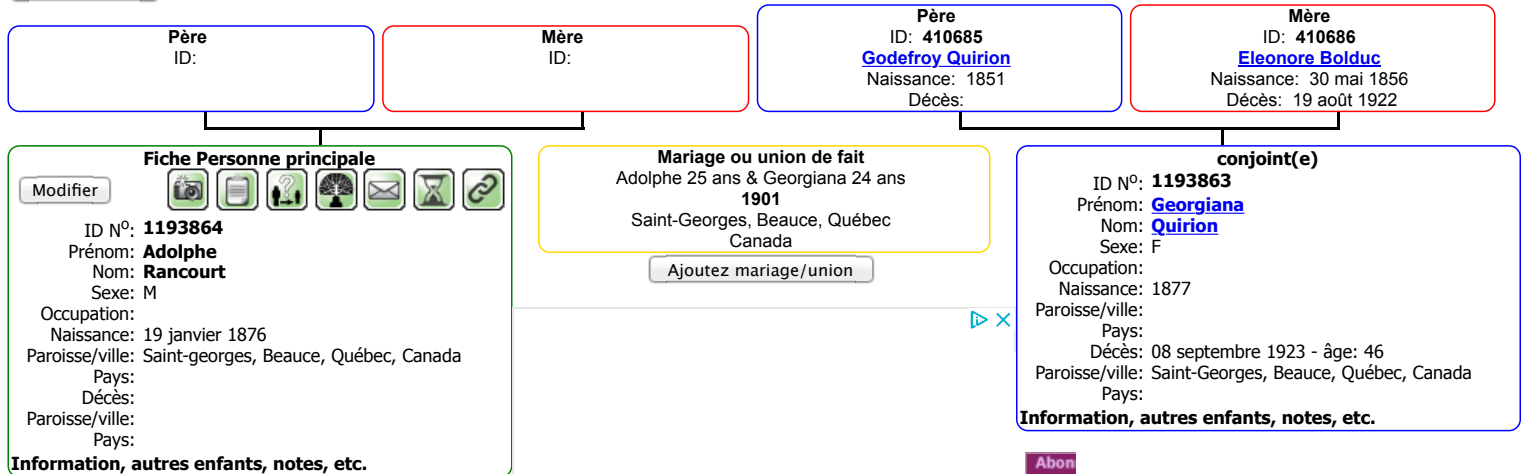 Père
ID:
Mère
ID:
Père
ID: 410685
Godefroy Quirion
Naissance: 1851
Décès:
Mère
ID: 410686
Eleonore Bolduc
Naissance: 30 mai 1856
Décès: 19 août 1922
Fiche Personne principale
Modifier
ID Nº: 1193864
Prénom: Adolphe
Nom: Rancourt
Sexe: M
Occupation:
Naissance: 19 janvier 1876
Paroisse/ville: Saint-georges, Beauce, Québec, Canada
Pays:
Décès:
Paroisse/ville:
Pays:
Information, autres enfants, notes, etc.
Mariage ou union de fait
Adolphe 25 ans & Georgiana 24 ans
1901
Saint-Georges, Beauce, Québec
Canada
Ajoutez mariage/union
conjoint(e)
ID Nº: 1193863
Prénom: Georgiana
Nom: Quirion
Sexe: F
Occupation:
Naissance: 1877
Paroisse/ville:
Pays:
Décès: 08 septembre 1923 - âge: 46
Paroisse/ville: Saint-Georges, Beauce, Québec, Canada
Pays:
Information, autres enfants, notes, etc.
Abon